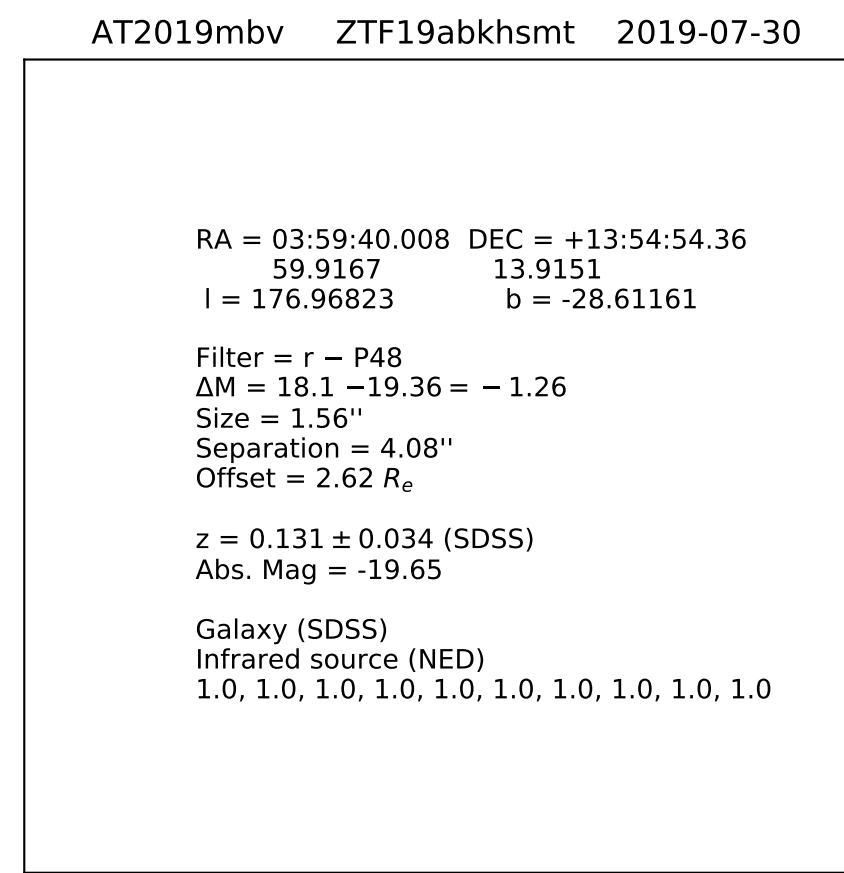 AT2019mbv ZTF19abkhsmt 2019-07-30
RA = 03:59:40.008 DEC = +13:54:54.36
59.9167 13.9151
l = 176.96823 b = -28.61161
Filter = r − P48
ΔM = 18.1 −19.36 = − 1.26
Size = 1.56''
Separation = 4.08''
Offset = 2.62 Re
z = 0.131 ± 0.034 (SDSS)
Abs. Mag = -19.65
Galaxy (SDSS)
Infrared source (NED)
1.0, 1.0, 1.0, 1.0, 1.0, 1.0, 1.0, 1.0, 1.0, 1.0